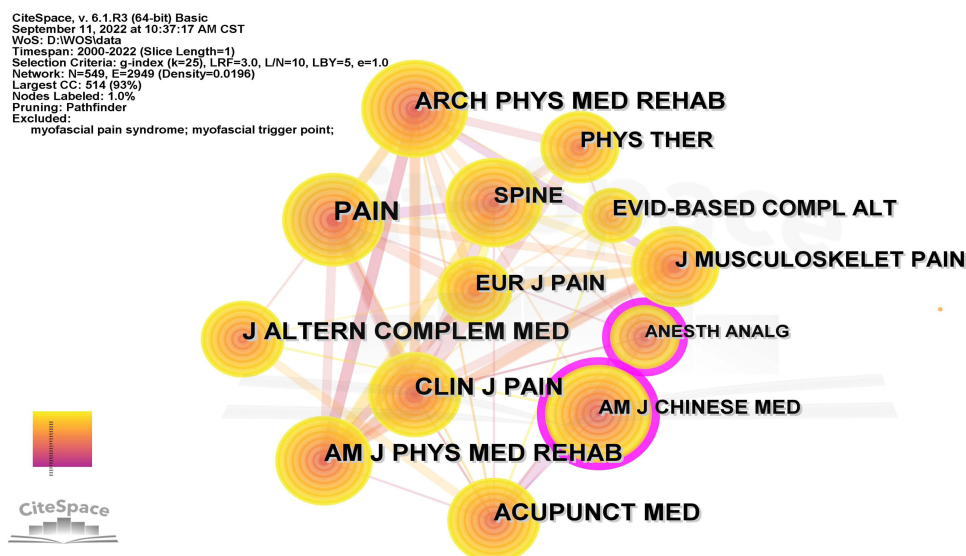 CiteSpace, v. 6.1.R3 (64-bit) Basic
September 11, 2022 at 10:37:17 AM CST
WoS: D:\WOS\data
Timespan: 2000-2022 (Slice Length=1)
Selection Criteria: g-index (k=25), LRF=3.0, L/N=10, LBY=5, e=1.0
Network: N=549, E=2949 (Density=0.0196)
Largest CC: 514 (93%)
Nodes Labeled: 1.0%
Pruning: Pathfinder
Excluded:
myofascial pain syndrome; myofascial trigger point;
ARCH PHYS MED REHAB
PHYS THER
SPINE
PAIN
EVID-BASED COMPL ALT
J MUSCULOSKELET PAIN
EUR J PAIN
J ALTERN COMPLEM MED
ANESTH ANALG
CLIN J PAIN
AM J CHINESE MED
AM J PHYS MED REHAB
ACUPUNCT MED
CiteSpace